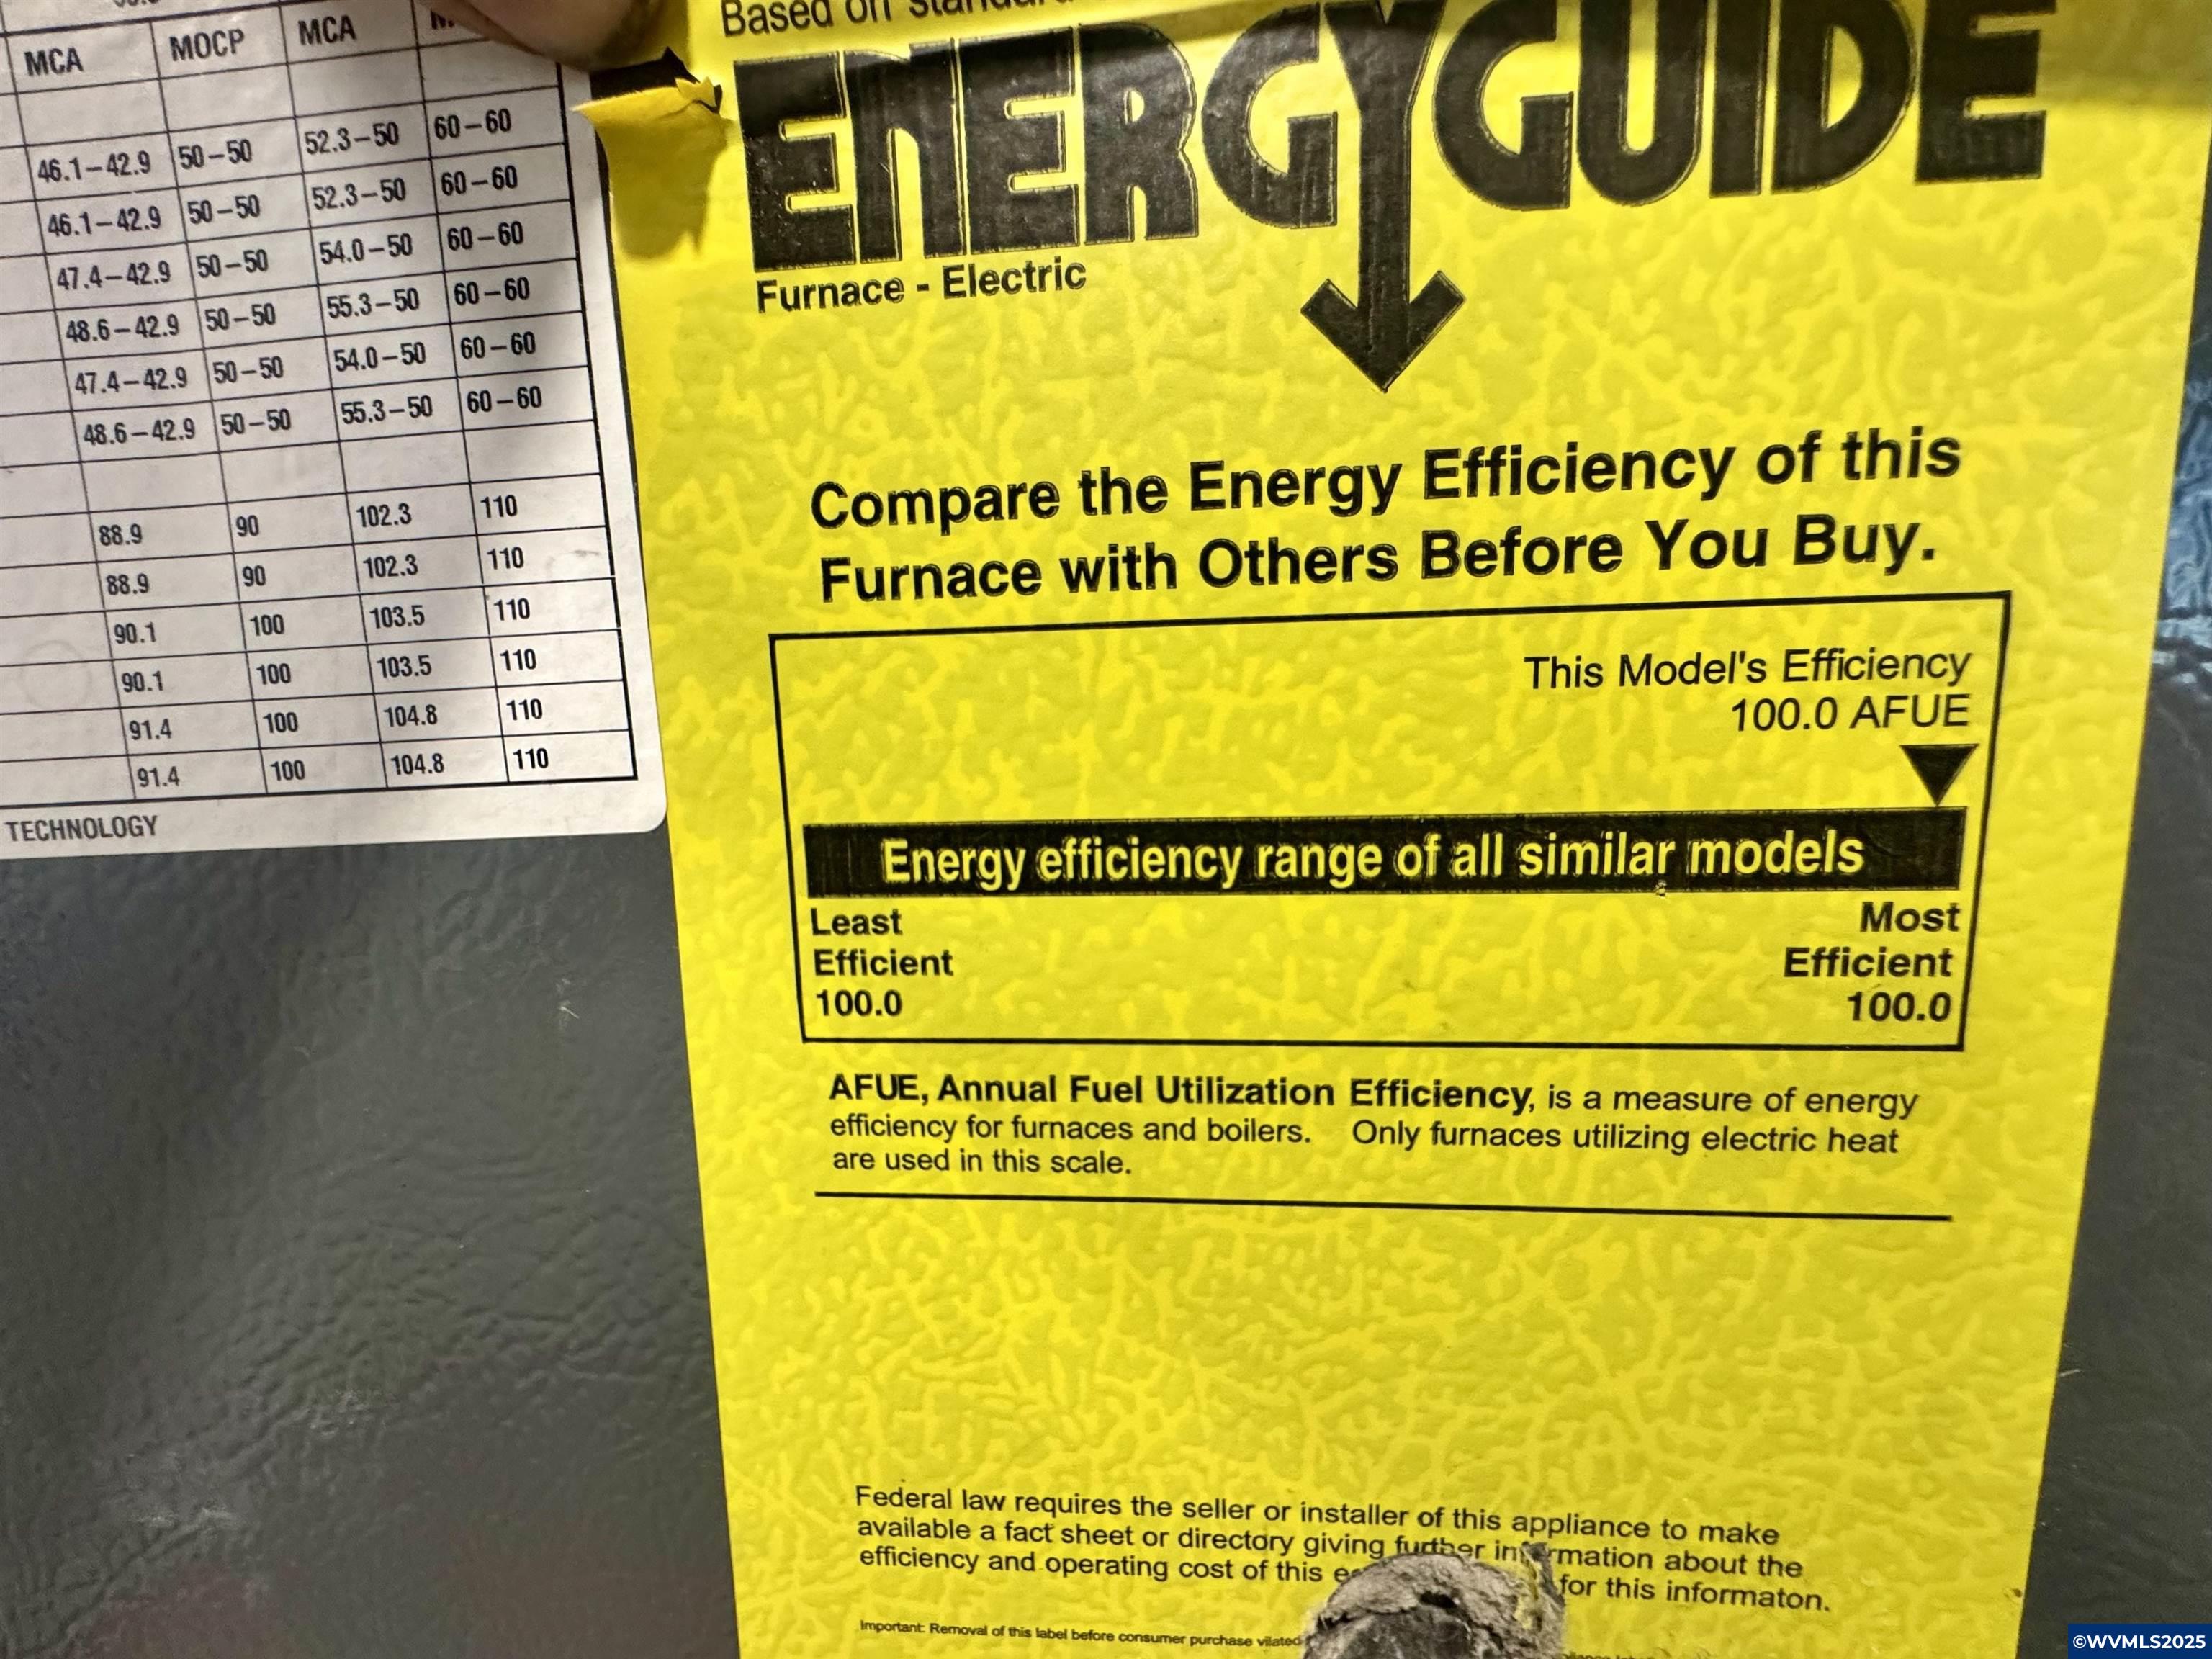 MCA MOCP MCA
46.1–42.9 50–50 52.3–50 60–60
46.1–42.9 50–50 52.3–50 60–60
47.4–42.9 50–50 54.0–50 60–60
48.6–42.9 50–50 55.3–50 60–60
47.4–42.9 50–50 54.0–50 60–60
48.6–42.9 50–50 55.3–50 60–60
88.9 90 102.3 110
88.9 90 102.3 110
90.1 100 103.5 110
90.1 100 103.5 110
91.4 100 104.8 110
91.4 100 104.8 110
TECHNOLOGY
Based on
ENERGYGUIDE
Furnace - Electric
Compare the Energy Efficiency of this
Furnace with Others Before You Buy.
This Model's Efficiency
100.0 AFUE
Energy efficiency range of all similar models
Least
Efficient
100.0
Most
Efficient
100.0
AFUE, Annual Fuel Utilization Efficiency, is a measure of energy
efficiency for furnaces and boilers. Only furnaces utilizing electric heat
are used in this scale.
Federal law requires the seller or installer of this appliance to make
available a fact sheet or directory giving further information about the
efficiency and operating cost of this for this informaton.
Important: Removal of this label before consumer purchase vilated
©WVMLS2025